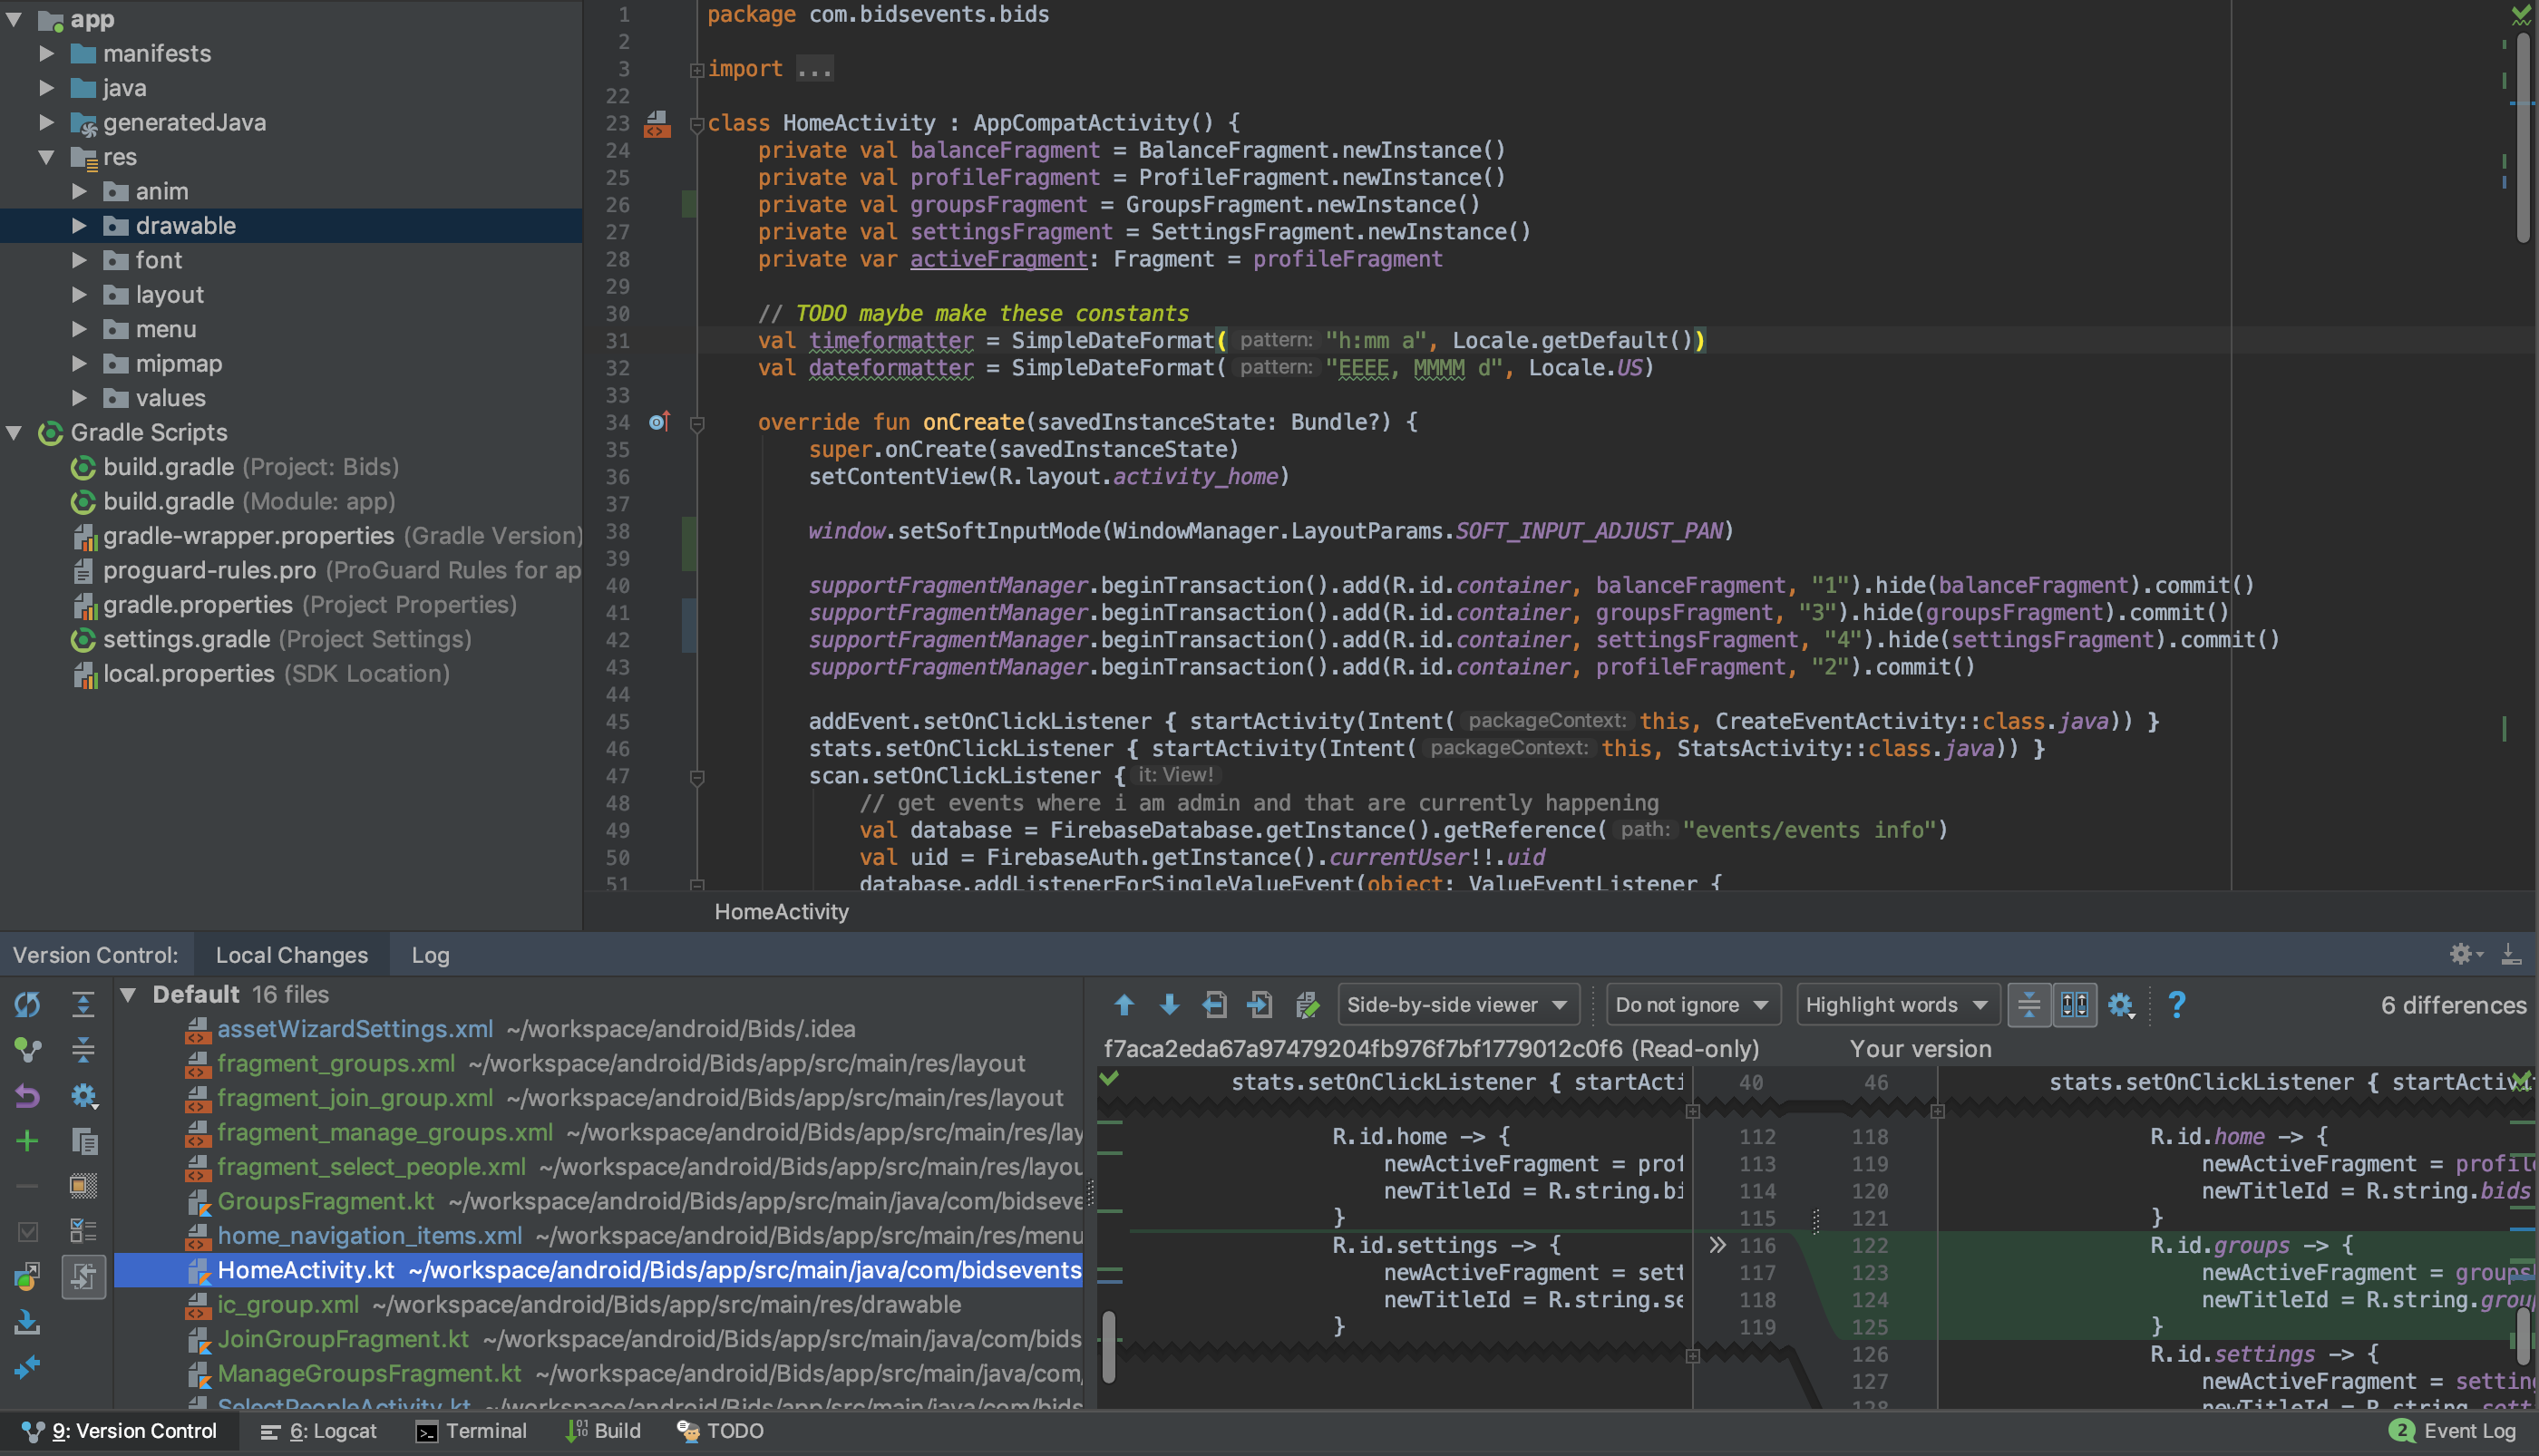 app
manifests
java
generatedJava
res
anim
drawable
font
layout
menu
mipmap
values
Gradle Scripts
build.gradle (Project: Bids)
build.gradle (Module: app)
gradle-wrapper.properties (Gradle Version)
proguard-rules.pro (ProGuard Rules for ap
gradle.properties (Project Properties)
settings.gradle (Project Settings)
local.properties (SDK Location)
1 package com.bidsevents.bids
2
3 import ...
22
23 class HomeActivity : AppCompatActivity() {
24 private val balanceFragment = BalanceFragment.newInstance()
25 private val profileFragment = ProfileFragment.newInstance()
26 private val groupsFragment = GroupsFragment.newInstance()
27 private val settingsFragment = SettingsFragment.newInstance()
28 private var activeFragment: Fragment = profileFragment
29
30 // TODO maybe make these constants
31 val timeformatter = SimpleDateFormat( pattern: "h:mm a", Locale.getDefault())
32 val dateformatter = SimpleDateFormat( pattern: "EEEE, MMMM d", Locale.US)
33
34 override fun onCreate(savedInstanceState: Bundle?) {
35 super.onCreate(savedInstanceState)
36 setContentView(R.layout.activity_home)
37
38 window.setSoftInputMode(WindowManager.LayoutParams.SOFT_INPUT_ADJUST_PAN)
39
40 supportFragmentManager.beginTransaction().add(R.id.container, balanceFragment, "1").hide(balanceFragment).commit()
41 supportFragmentManager.beginTransaction().add(R.id.container, groupsFragment, "3").hide(groupsFragment).commit()
42 supportFragmentManager.beginTransaction().add(R.id.container, settingsFragment, "4").hide(settingsFragment).commit()
43 supportFragmentManager.beginTransaction().add(R.id.container, profileFragment, "2").commit()
44
45 addEvent.setOnClickListener { startActivity(Intent( packageContext: this, CreateEventActivity::class.java)) }
46 stats.setOnClickListener { startActivity(Intent( packageContext: this, StatsActivity::class.java)) }
47 scan.setOnClickListener { it: View!
48 // get events where i am admin and that are currently happening
49 val database = FirebaseDatabase.getInstance().getReference( path: "events/events info")
50 val uid = FirebaseAuth.getInstance().currentUser!!.uid
51 database.addListenerForSingleValueEvent(object: ValueEventListener {
HomeActivity
Version Control: Local Changes Log
Default 16 files
assetWizardSettings.xml ~/workspace/android/Bids/.idea
fragment_groups.xml ~/workspace/android/Bids/app/src/main/res/layout
fragment_join_group.xml ~/workspace/android/Bids/app/src/main/res/layout
fragment_manage_groups.xml ~/workspace/android/Bids/app/src/main/res/lay
fragment_select_people.xml ~/workspace/android/Bids/app/src/main/res/layou
GroupsFragment.kt ~/workspace/android/Bids/app/src/main/java/com/bidseve
home_navigation_items.xml ~/workspace/android/Bids/app/src/main/res/menu
HomeActivity.kt ~/workspace/android/Bids/app/src/main/java/com/bidsevents
ic_group.xml ~/workspace/android/Bids/app/src/main/res/drawable
JoinGroupFragment.kt ~/workspace/android/Bids/app/src/main/java/com/bids
ManageGroupsFragment.kt ~/workspace/android/Bids/app/src/main/java/com/
SelectPeopleActivity.kt ~/workspace/android/Bids/app/src/main/java/com/bids
Side-by-side viewer Do not ignore Highlight words ? 6 differences
f7aca2eda67a97479204fb976f7bf1779012c0f6 (Read-only) Your version
stats.setOnClickListener { startActi 40 46 stats.setOnClickListener { startActivit
R.id.home -> { 112 118 R.id.home -> {
newActiveFragment = prof 113 119 newActiveFragment = profile
newTitleId = R.string.bi 114 120 newTitleId = R.string.bids
} 115 121 }
R.id.settings -> { 116 122 R.id.groups -> {
newActiveFragment = sett 117 123 newActiveFragment = groups
newTitleId = R.string.se 118 124 newTitleId = R.string.grou
} 119 125 }
126 R.id.settings -> {
127 newActiveFragment = setting
128 newTitleId = R.string.sett
9: Version Control 6: Logcat Terminal Build TODO 2 Event Log